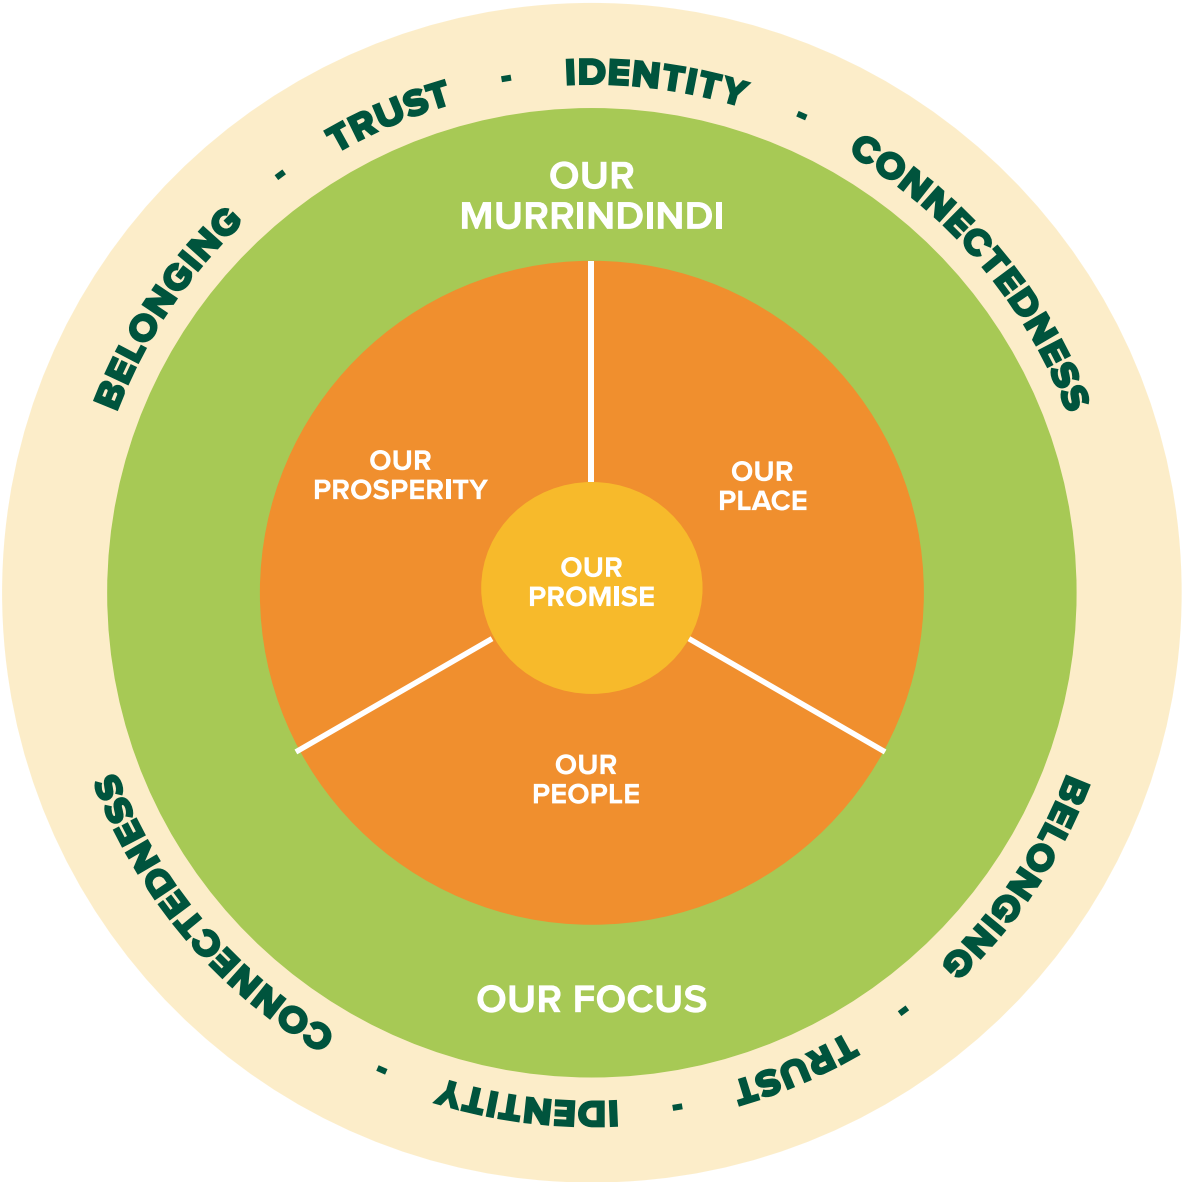 BELONGING · TRUST · IDENTITY · CONNECTEDNESS
OUR
MURRINDINDI
OUR
PROSPERITY
OUR
PLACE
OUR
PROMISE
OUR
PEOPLE
OUR FOCUS
BELONGING · TRUST · IDENTITY · CONNECTEDNESS